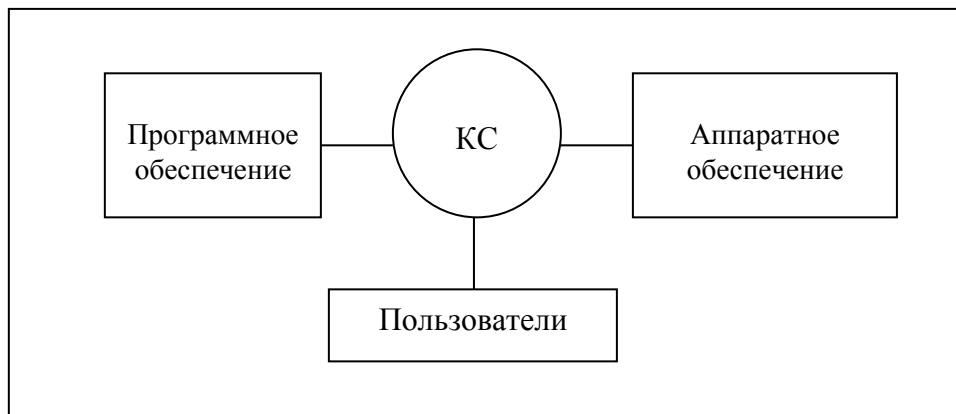 Программное
обеспечение
КС
Аппаратное
обеспечение
Пользователи